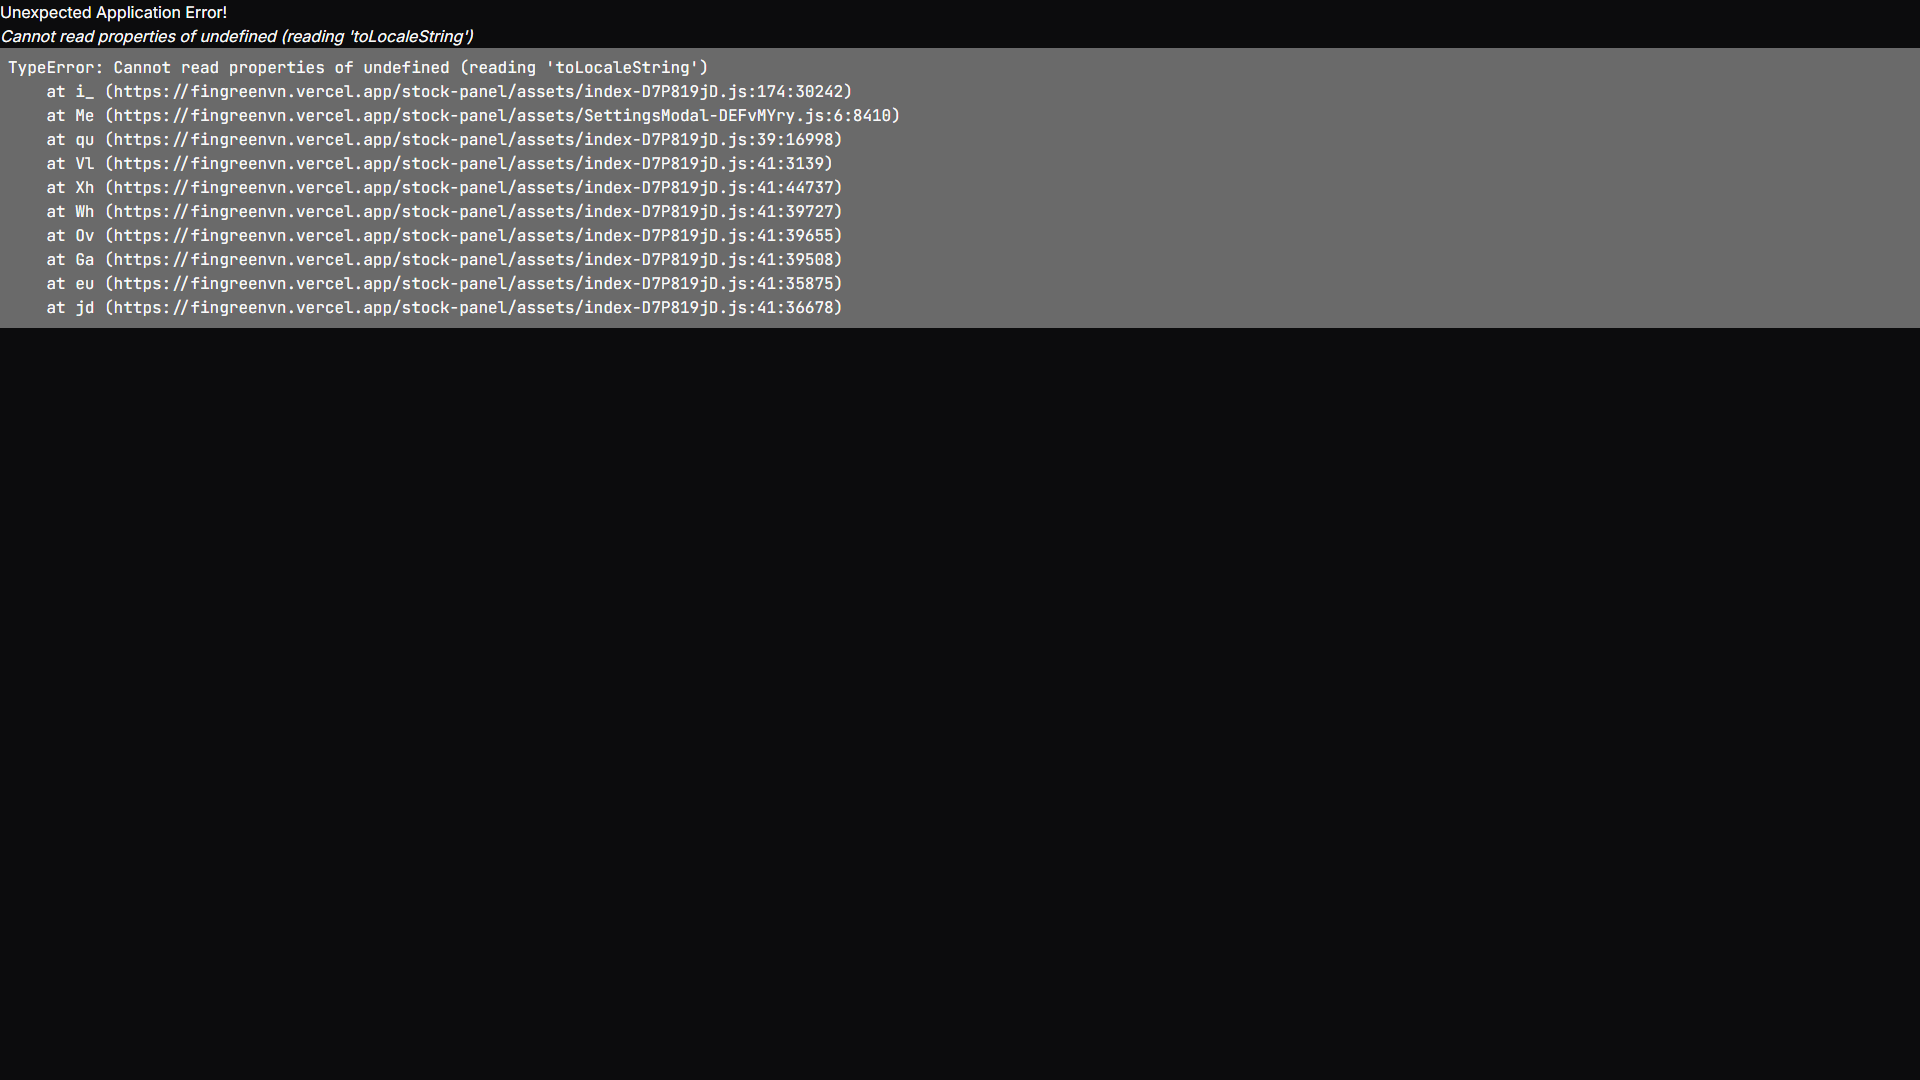 Unexpected Application Error!
Cannot read properties of undefined (reading 'toLocaleString')
TypeError: Cannot read properties of undefined (reading 'toLocaleString')
    at i_ (https://fingreenvn.vercel.app/stock-panel/assets/index-D7P819jD.js:174:30242)
    at Me (https://fingreenvn.vercel.app/stock-panel/assets/SettingsModal-DEFvMYry.js:6:8410)
    at qu (https://fingreenvn.vercel.app/stock-panel/assets/index-D7P819jD.js:39:16998)
    at Vl (https://fingreenvn.vercel.app/stock-panel/assets/index-D7P819jD.js:41:3139)
    at Xh (https://fingreenvn.vercel.app/stock-panel/assets/index-D7P819jD.js:41:44737)
    at Wh (https://fingreenvn.vercel.app/stock-panel/assets/index-D7P819jD.js:41:39727)
    at Ov (https://fingreenvn.vercel.app/stock-panel/assets/index-D7P819jD.js:41:39655)
    at Ga (https://fingreenvn.vercel.app/stock-panel/assets/index-D7P819jD.js:41:39508)
    at eu (https://fingreenvn.vercel.app/stock-panel/assets/index-D7P819jD.js:41:35875)
    at jd (https://fingreenvn.vercel.app/stock-panel/assets/index-D7P819jD.js:41:36678)